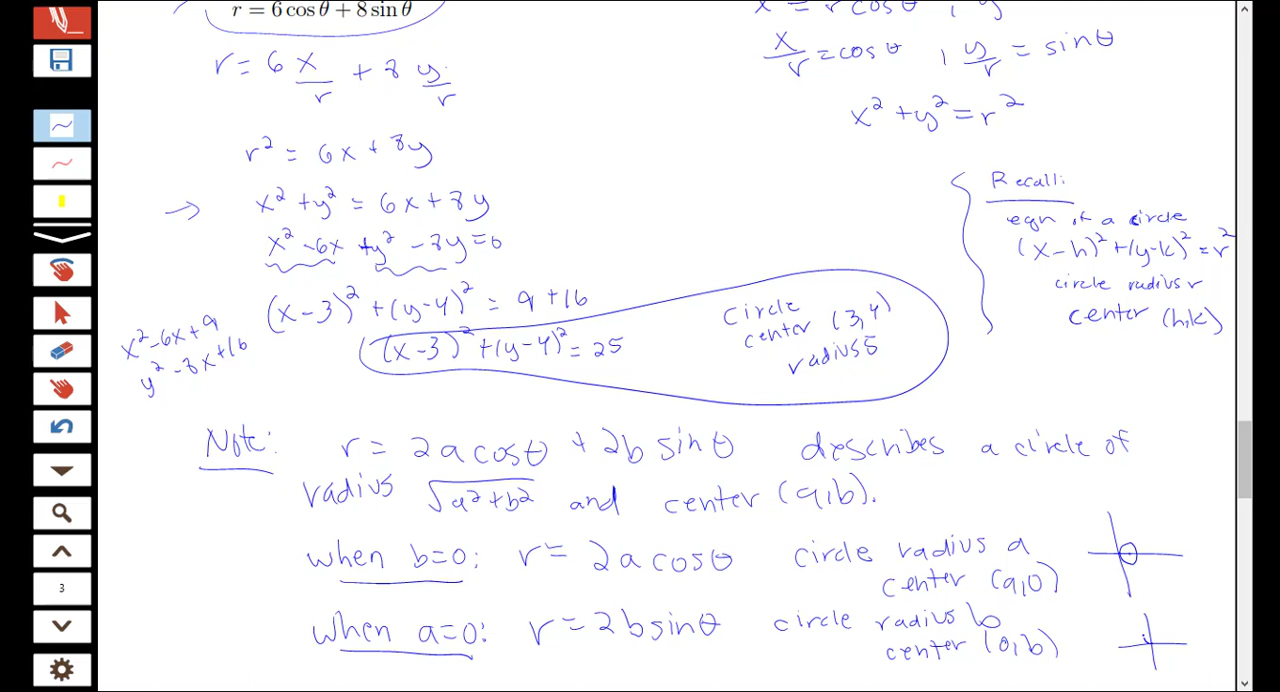 r = 6 cos θ + 8 sin θ
x = r cos θ , y
r = 6 x/r + 8 y/r
x/r = cos θ , y/r = sin θ
x² + y² = r²
r² = 6x + 8y
→ x² + y² = 6x + 8y
x² - 6x + y² - 8y = 0
Recall:
eqn of a circle
(x-h)² + (y-k)² = r²
circle radius r
center (h,k)
(x-3)² + (y-4)² = 9 + 16
x² - 6x + 9
y² - 8x + 16
(x-3)² + (y-4)² = 25
Circle
center (3,4)
radius 5
Note: r = 2a cos θ + 2b sin θ describes a circle of
radius √a²+b² and center (a,b).
when b=0: r = 2a cos θ circle radius a
center (a,0)
when a=0: r = 2b sin θ circle radius b
center (0,b)
3